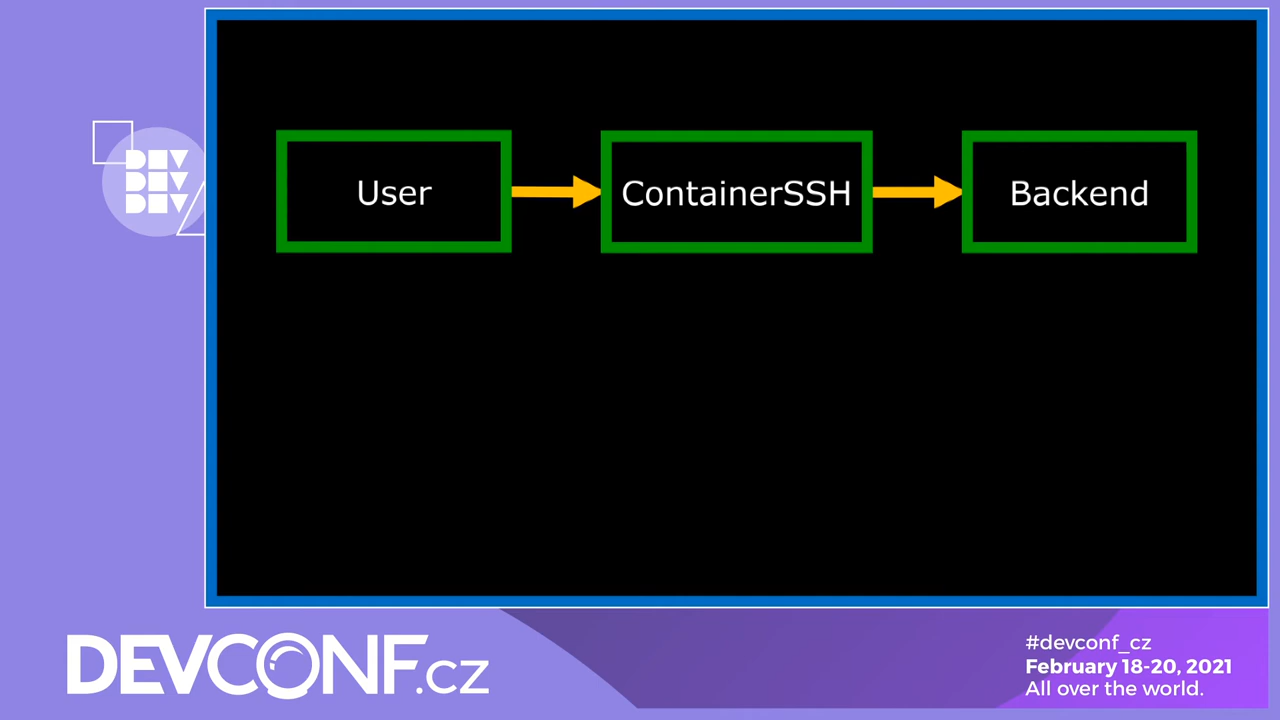 User
ContainerSSH
Backend
DEV
DEV
DEV
DEVCONF.CZ
#devconf_cz
February 18-20, 2021
All over the world.